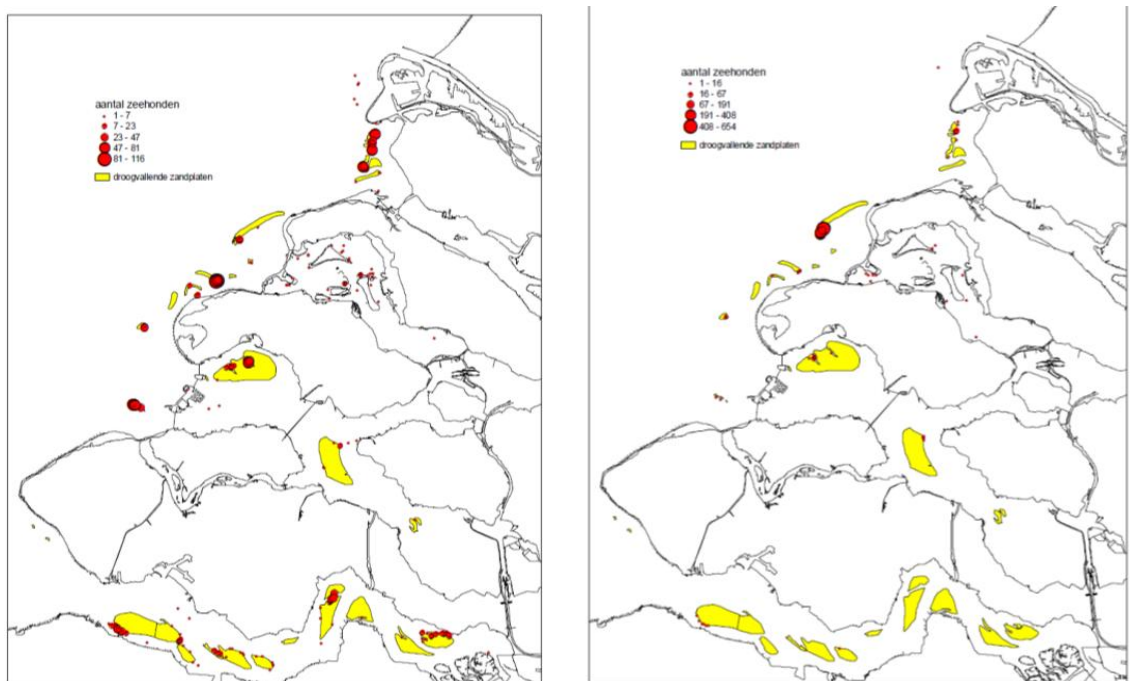 aantal zeehonden
1 - 7
7 - 23
23 - 47
47 - 81
81 - 116
droogvallende zandplaten
aantal zeehonden
1 - 16
16 - 67
67 - 191
191 - 408
408 - 654
droogvallende zandplaten